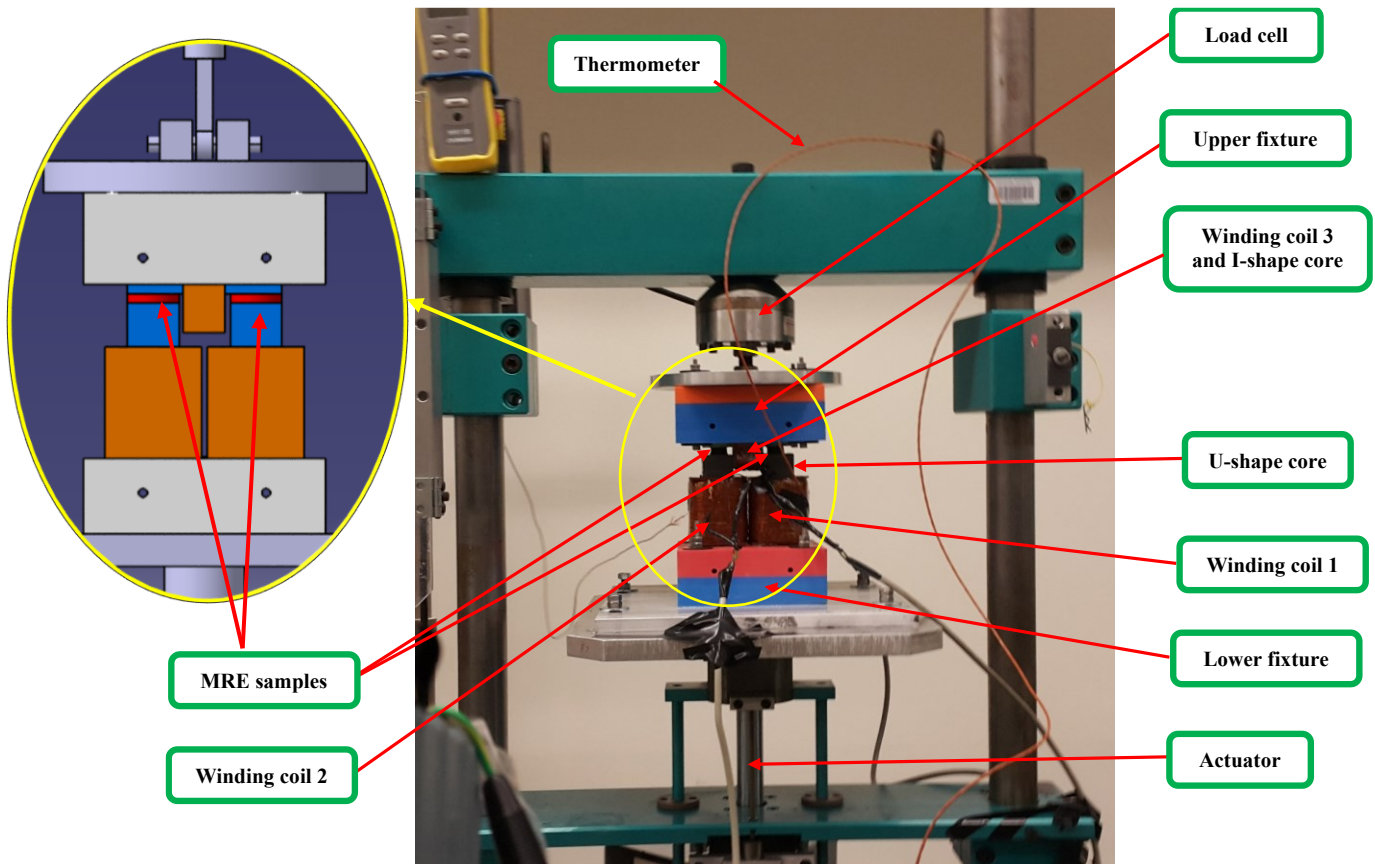 Load cell
Thermometer
Upper fixture
Winding coil 3
and I-shape core
U-shape core
Winding coil 1
MRE samples
Lower fixture
Winding coil 2
Actuator